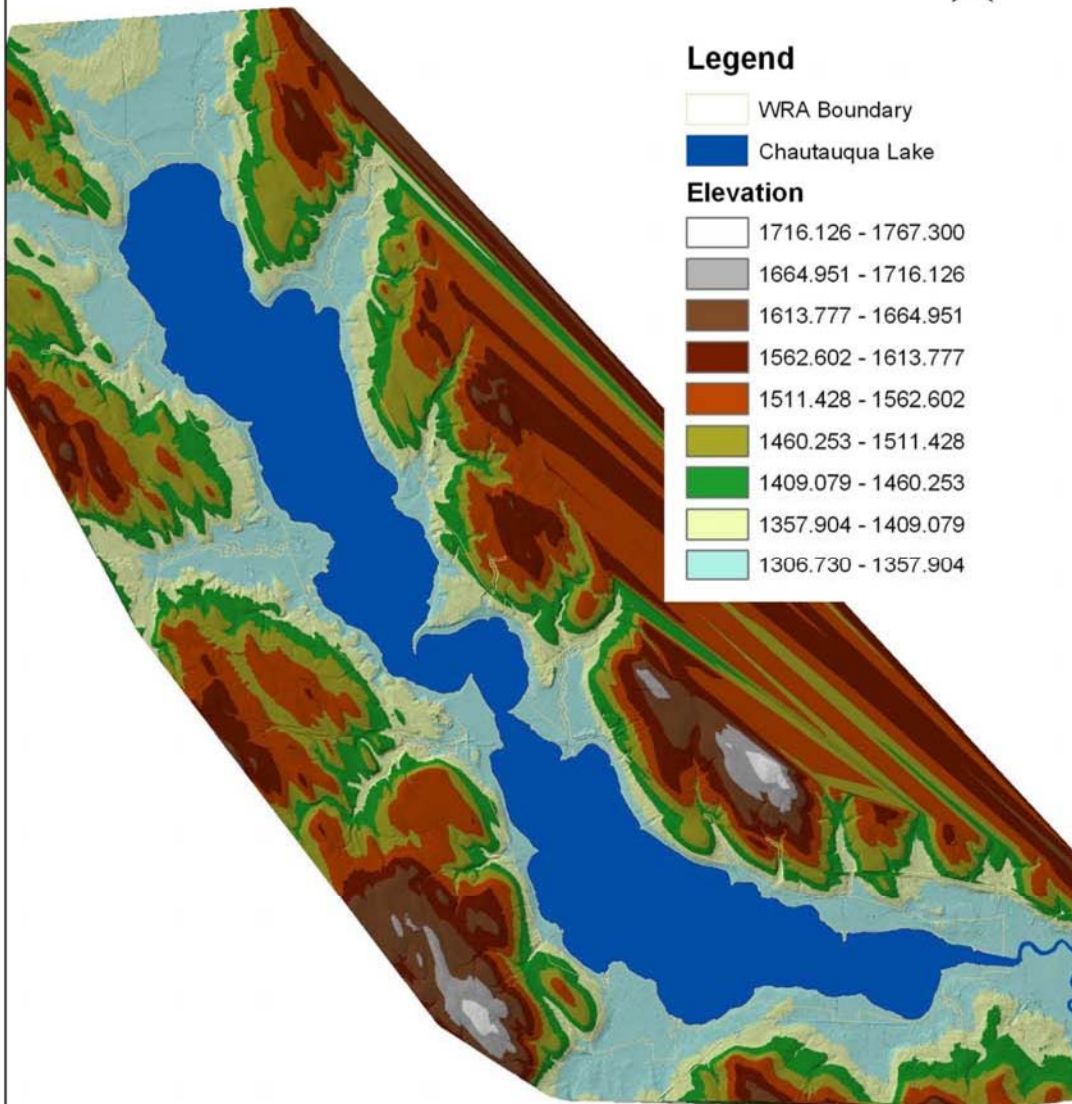 Legend
WRA Boundary
Chautauqua Lake
Elevation
1716.126 - 1767.300
1664.951 - 1716.126
1613.777 - 1664.951
1562.602 - 1613.777
1511.428 - 1562.602
1460.253 - 1511.428
1409.079 - 1460.253
1357.904 - 1409.079
1306.730 - 1357.904